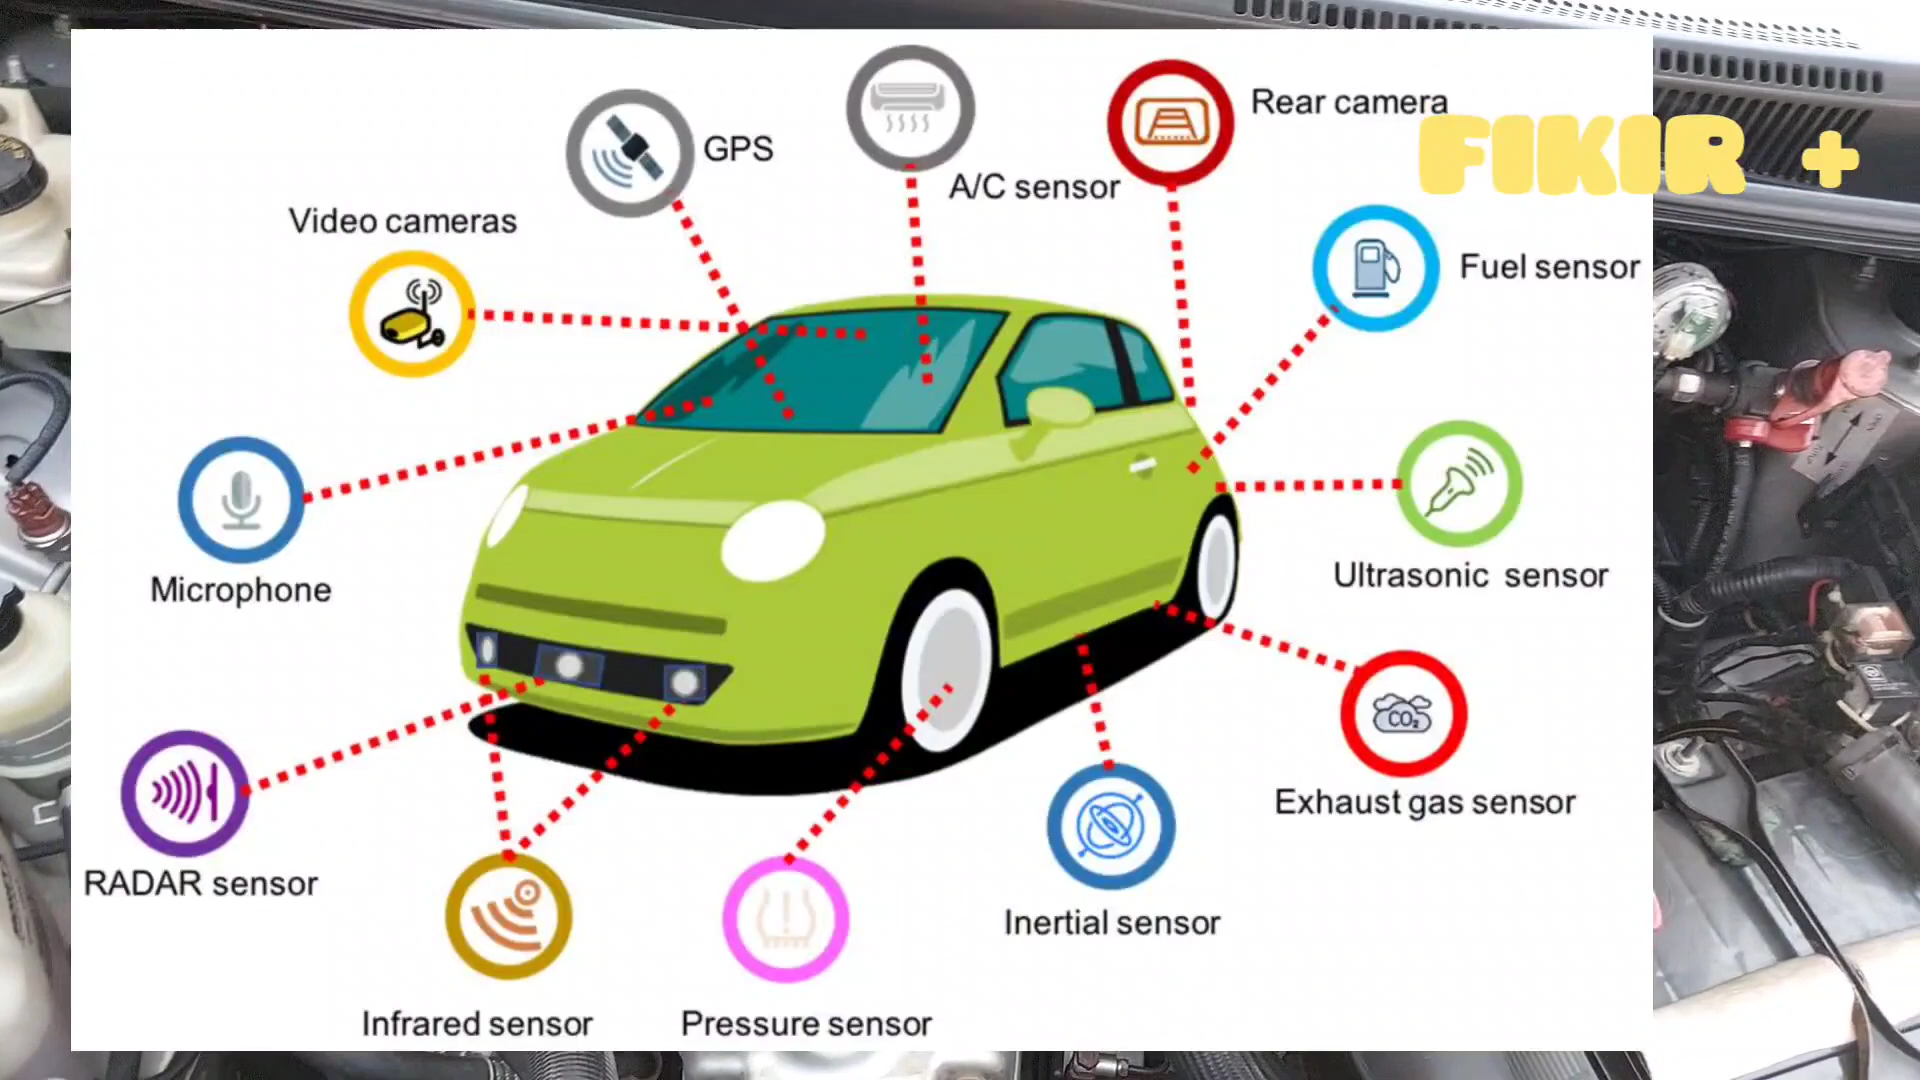 Rear camera
FIKIR +
GPS
A/C sensor
Video cameras
Fuel sensor
Microphone
Ultrasonic sensor
CO₂
Exhaust gas sensor
RADAR sensor
Inertial sensor
Infrared sensor
Pressure sensor